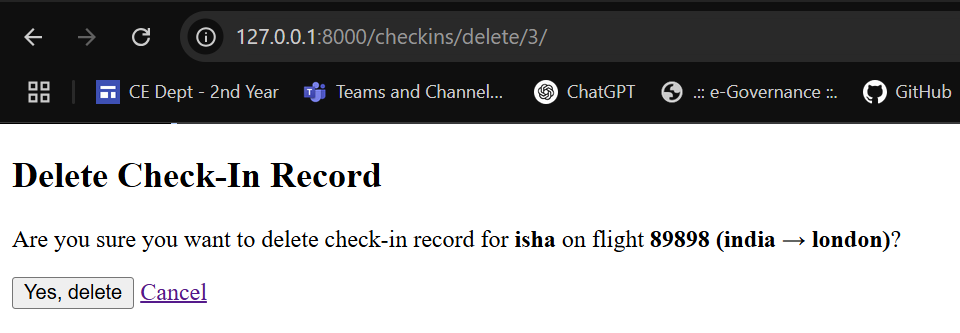 127.0.0.1:8000/checkins/delete/3/
CE Dept - 2nd Year Teams and Channel... ChatGPT .:: e-Governance ::. GitHub
Delete Check-In Record
Are you sure you want to delete check-in record for isha on flight 89898 (india → london)?
Yes, delete Cancel